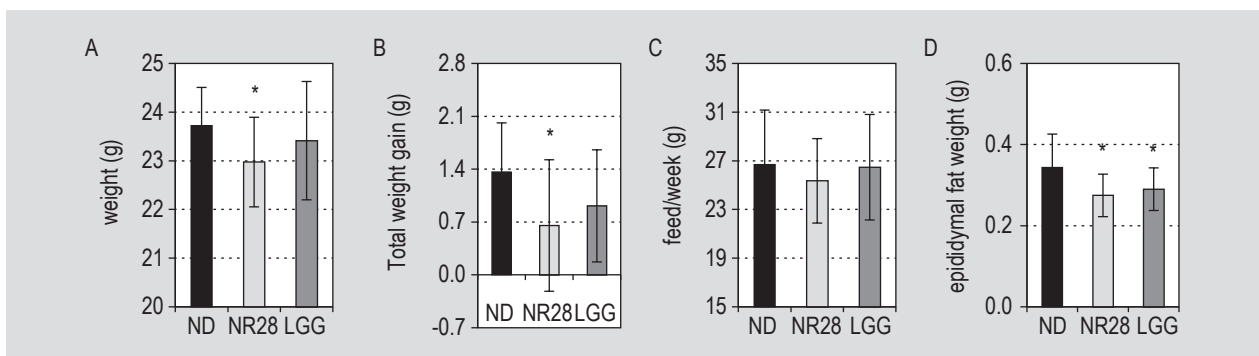 A
weight (g)
25
24
23
22
21
20
*
ND NR28 LGG
B
Total weight gain (g)
2.8
2.1
1.4
0.7
0.0
-0.7
*
ND NR28 LGG
C
feed/week (g)
35
31
27
23
19
15
ND NR28 LGG
D
epididymal fat weight (g)
0.6
0.4
0.2
0.0
* *
ND NR28 LGG